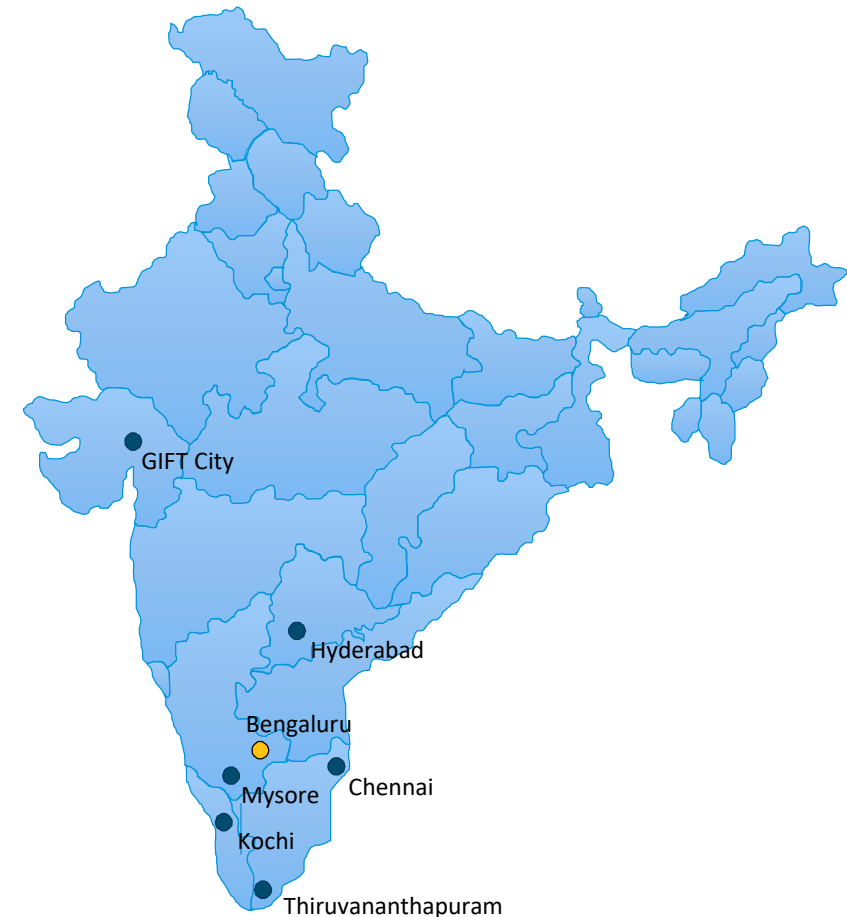 GIFT City
Hyderabad
Bengaluru
Chennai
Mysore
Kochi
Thiruvananthapuram